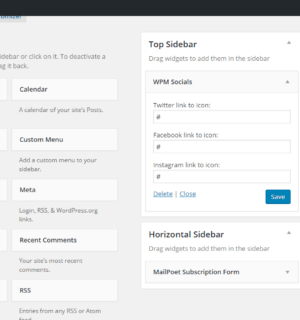 idebar or click on it. To deactivate a
ag it back.
Calendar
A calendar of your site's Posts.
Custom Menu
Add a custom menu to your
sidebar.
Meta
Login, RSS, & WordPress.org
links.
Recent Comments
Your site's most recent
comments.
RSS
Entries from any RSS or Atom
feed.
Top Sidebar
Drag widgets to add them in the sidebar
WPM Socials
Twitter link to icon:
#
Facebook link to icon:
#
Instagram link to icon:
#
Delete | Close
Save
Horizontal Sidebar
Drag widgets to add them in the sidebar
MailPoet Subscription Form